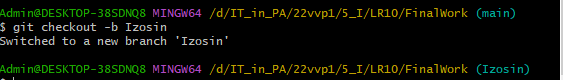 Admin@DESKTOP-38SDNQ8 MINGW64 /d/IT_in_PA/22vvp1/5_I/LR10/FinalWork (main)
$ git checkout -b Izosin
Switched to a new branch 'Izosin'
Admin@DESKTOP-38SDNQ8 MINGW64 /d/IT_in_PA/22vvp1/5_I/LR10/FinalWork (Izosin)